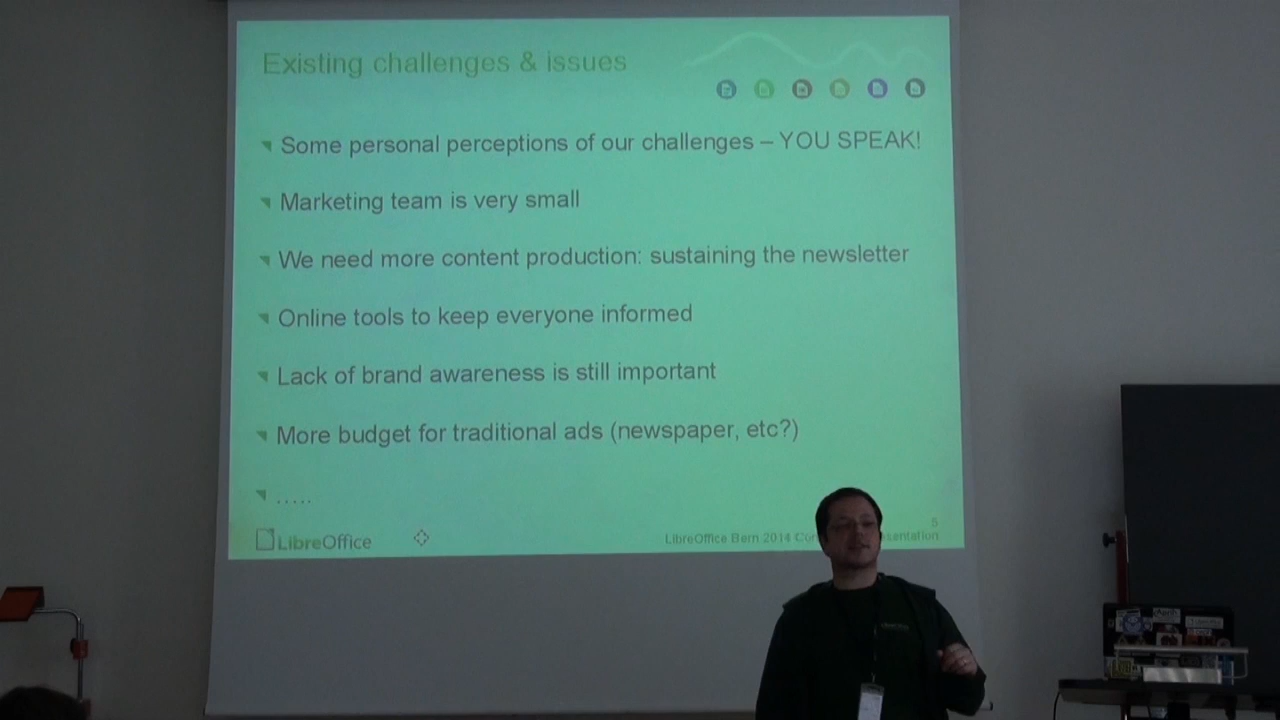 Existing challenges & issues
Some personal perceptions of our challenges – YOU SPEAK!
Marketing team is very small
We need more content production: sustaining the newsletter
Online tools to keep everyone informed
Lack of brand awareness is still important
More budget for traditional ads (newspaper, etc?)
.....
5
LibreOffice
LibreOffice Bern 2014 Co sentation